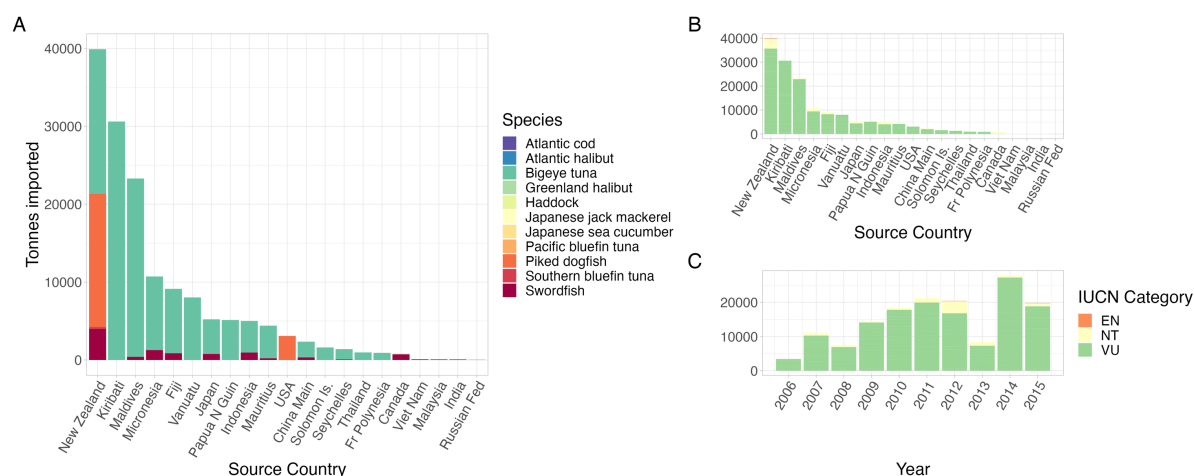 A
Tonnes imported
40000
30000
20000
10000
0
New Zealand
Kiribati
Maldives
Micronesia
Fiji
Vanuatu
Japan
Papua N Guin
Indonesia
Mauritius
USA
China Main
Solomon Is.
Seychelles
Thailand
Fr Polynesia
Canada
Viet Nam
Malaysia
India
Russian Fed
Source Country
Species
Atlantic cod
Atlantic halibut
Bigeye tuna
Greenland halibut
Haddock
Japanese jack mackerel
Japanese sea cucumber
Pacific bluefin tuna
Piked dogfish
Southern bluefin tuna
Swordfish
B
40000
30000
20000
10000
0
New Zealand
Kiribati
Maldives
Micronesia
Fiji
Vanuatu
Japan
Papua N Guin
Indonesia
Mauritius
USA
China Main
Solomon Is.
Seychelles
Thailand
Fr Polynesia
Canada
Viet Nam
Malaysia
India
Russian Fed
Source Country
C
20000
10000
0
2006
2007
2008
2009
2010
2011
2012
2013
2014
2015
Year
IUCN Category
EN
NT
VU